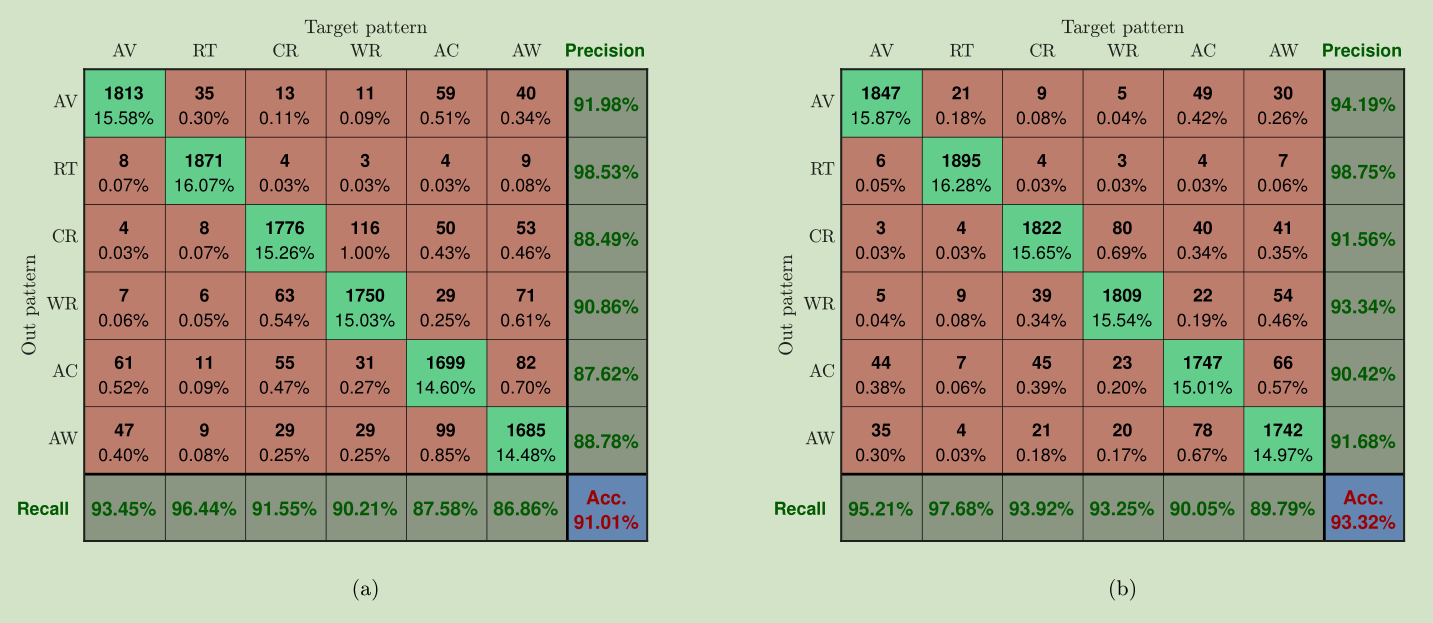 Target pattern
AV RT CR WR AC AW Precision
AV 1813 35 13 11 59 40 91.98%
15.58% 0.30% 0.11% 0.09% 0.51% 0.34%
RT 8 1871 4 3 4 9 98.53%
0.07% 16.07% 0.03% 0.03% 0.03% 0.08%
CR 4 8 1776 116 50 53 88.49%
0.03% 0.07% 15.26% 1.00% 0.43% 0.46%
Out pattern
WR 7 6 63 1750 29 71 90.86%
0.06% 0.05% 0.54% 15.03% 0.25% 0.61%
AC 61 11 55 31 1699 82 87.62%
0.52% 0.09% 0.47% 0.27% 14.60% 0.70%
AW 47 9 29 29 99 1685 88.78%
0.40% 0.08% 0.25% 0.25% 0.85% 14.48%
Recall 93.45% 96.44% 91.55% 90.21% 87.58% 86.86% Acc.
91.01%
(a)
Target pattern
AV RT CR WR AC AW Precision
AV 1847 21 9 5 49 30 94.19%
15.87% 0.18% 0.08% 0.04% 0.42% 0.26%
RT 6 1895 4 3 4 7 98.75%
0.05% 16.28% 0.03% 0.03% 0.03% 0.06%
CR 3 4 1822 80 40 41 91.56%
0.03% 0.03% 15.65% 0.69% 0.34% 0.35%
Out pattern
WR 5 9 39 1809 22 54 93.34%
0.04% 0.08% 0.34% 15.54% 0.19% 0.46%
AC 44 7 45 23 1747 66 90.42%
0.38% 0.06% 0.39% 0.20% 15.01% 0.57%
AW 35 4 21 20 78 1742 91.68%
0.30% 0.03% 0.18% 0.17% 0.67% 14.97%
Recall 95.21% 97.68% 93.92% 93.25% 90.05% 89.79% Acc.
93.32%
(b)